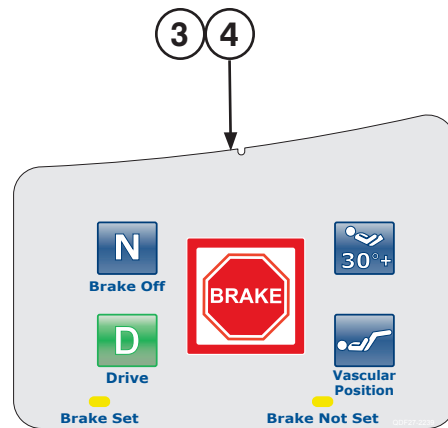 3 4
N
Brake Off
BRAKE
30°+
D
Drive
Vascular
Position
Brake Set
Brake Not Set